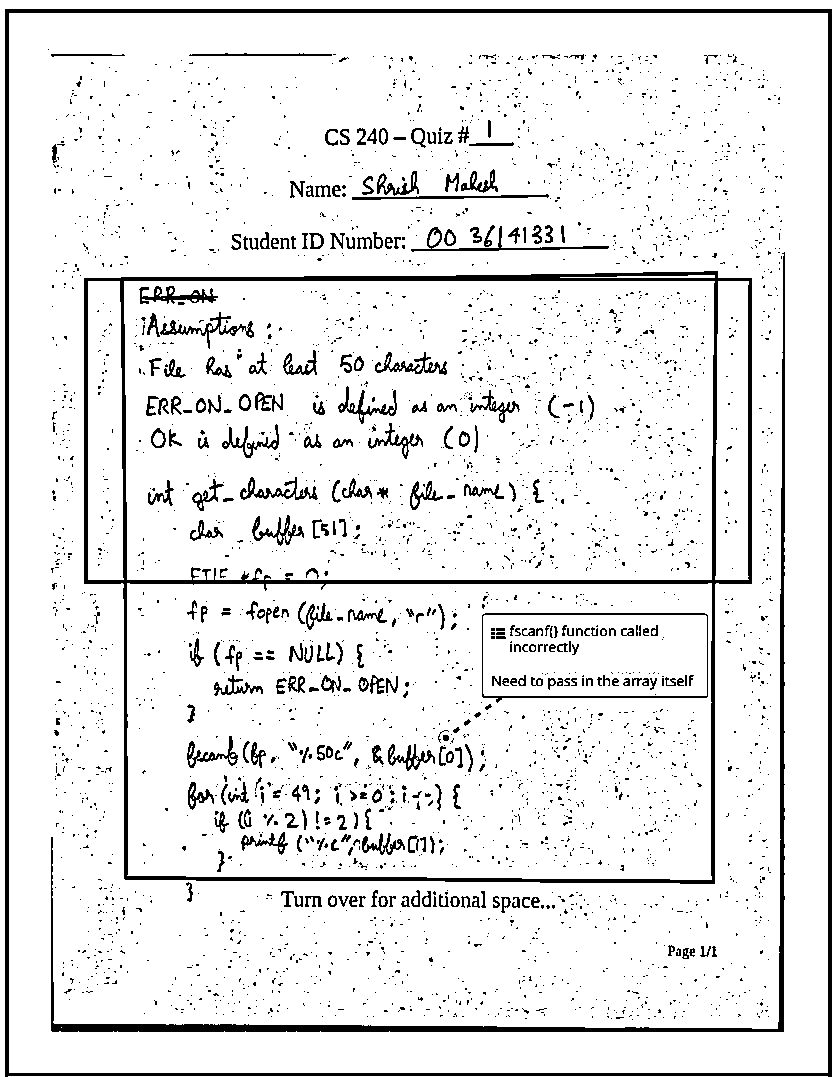 CS 240 – Quiz # 1
Name: Shrish Mahesh
Student ID Number: 00 36141331
ERR_ON
Assumptions :
File has at least 50 characters
ERR_ON_OPEN is defined as an integer (-1)
OK is defined as an integer (0)
int get_characters (char* file_name) {
char buffer [51];
FILE *fp = 0;
fp = fopen (file_name, "r");
if (fp == NULL) {
return ERR_ON_OPEN;
}
fscanf() function called
incorrectly
Need to pass in the array itself
fscanf (fp, "%50c", &buffer[0]);
for (int i = 49; i >= 0; i--) {
if ((i % 2) != 2) {
printf ("%c", buffer[i]);
}
}
Turn over for additional space...
Page 1/1